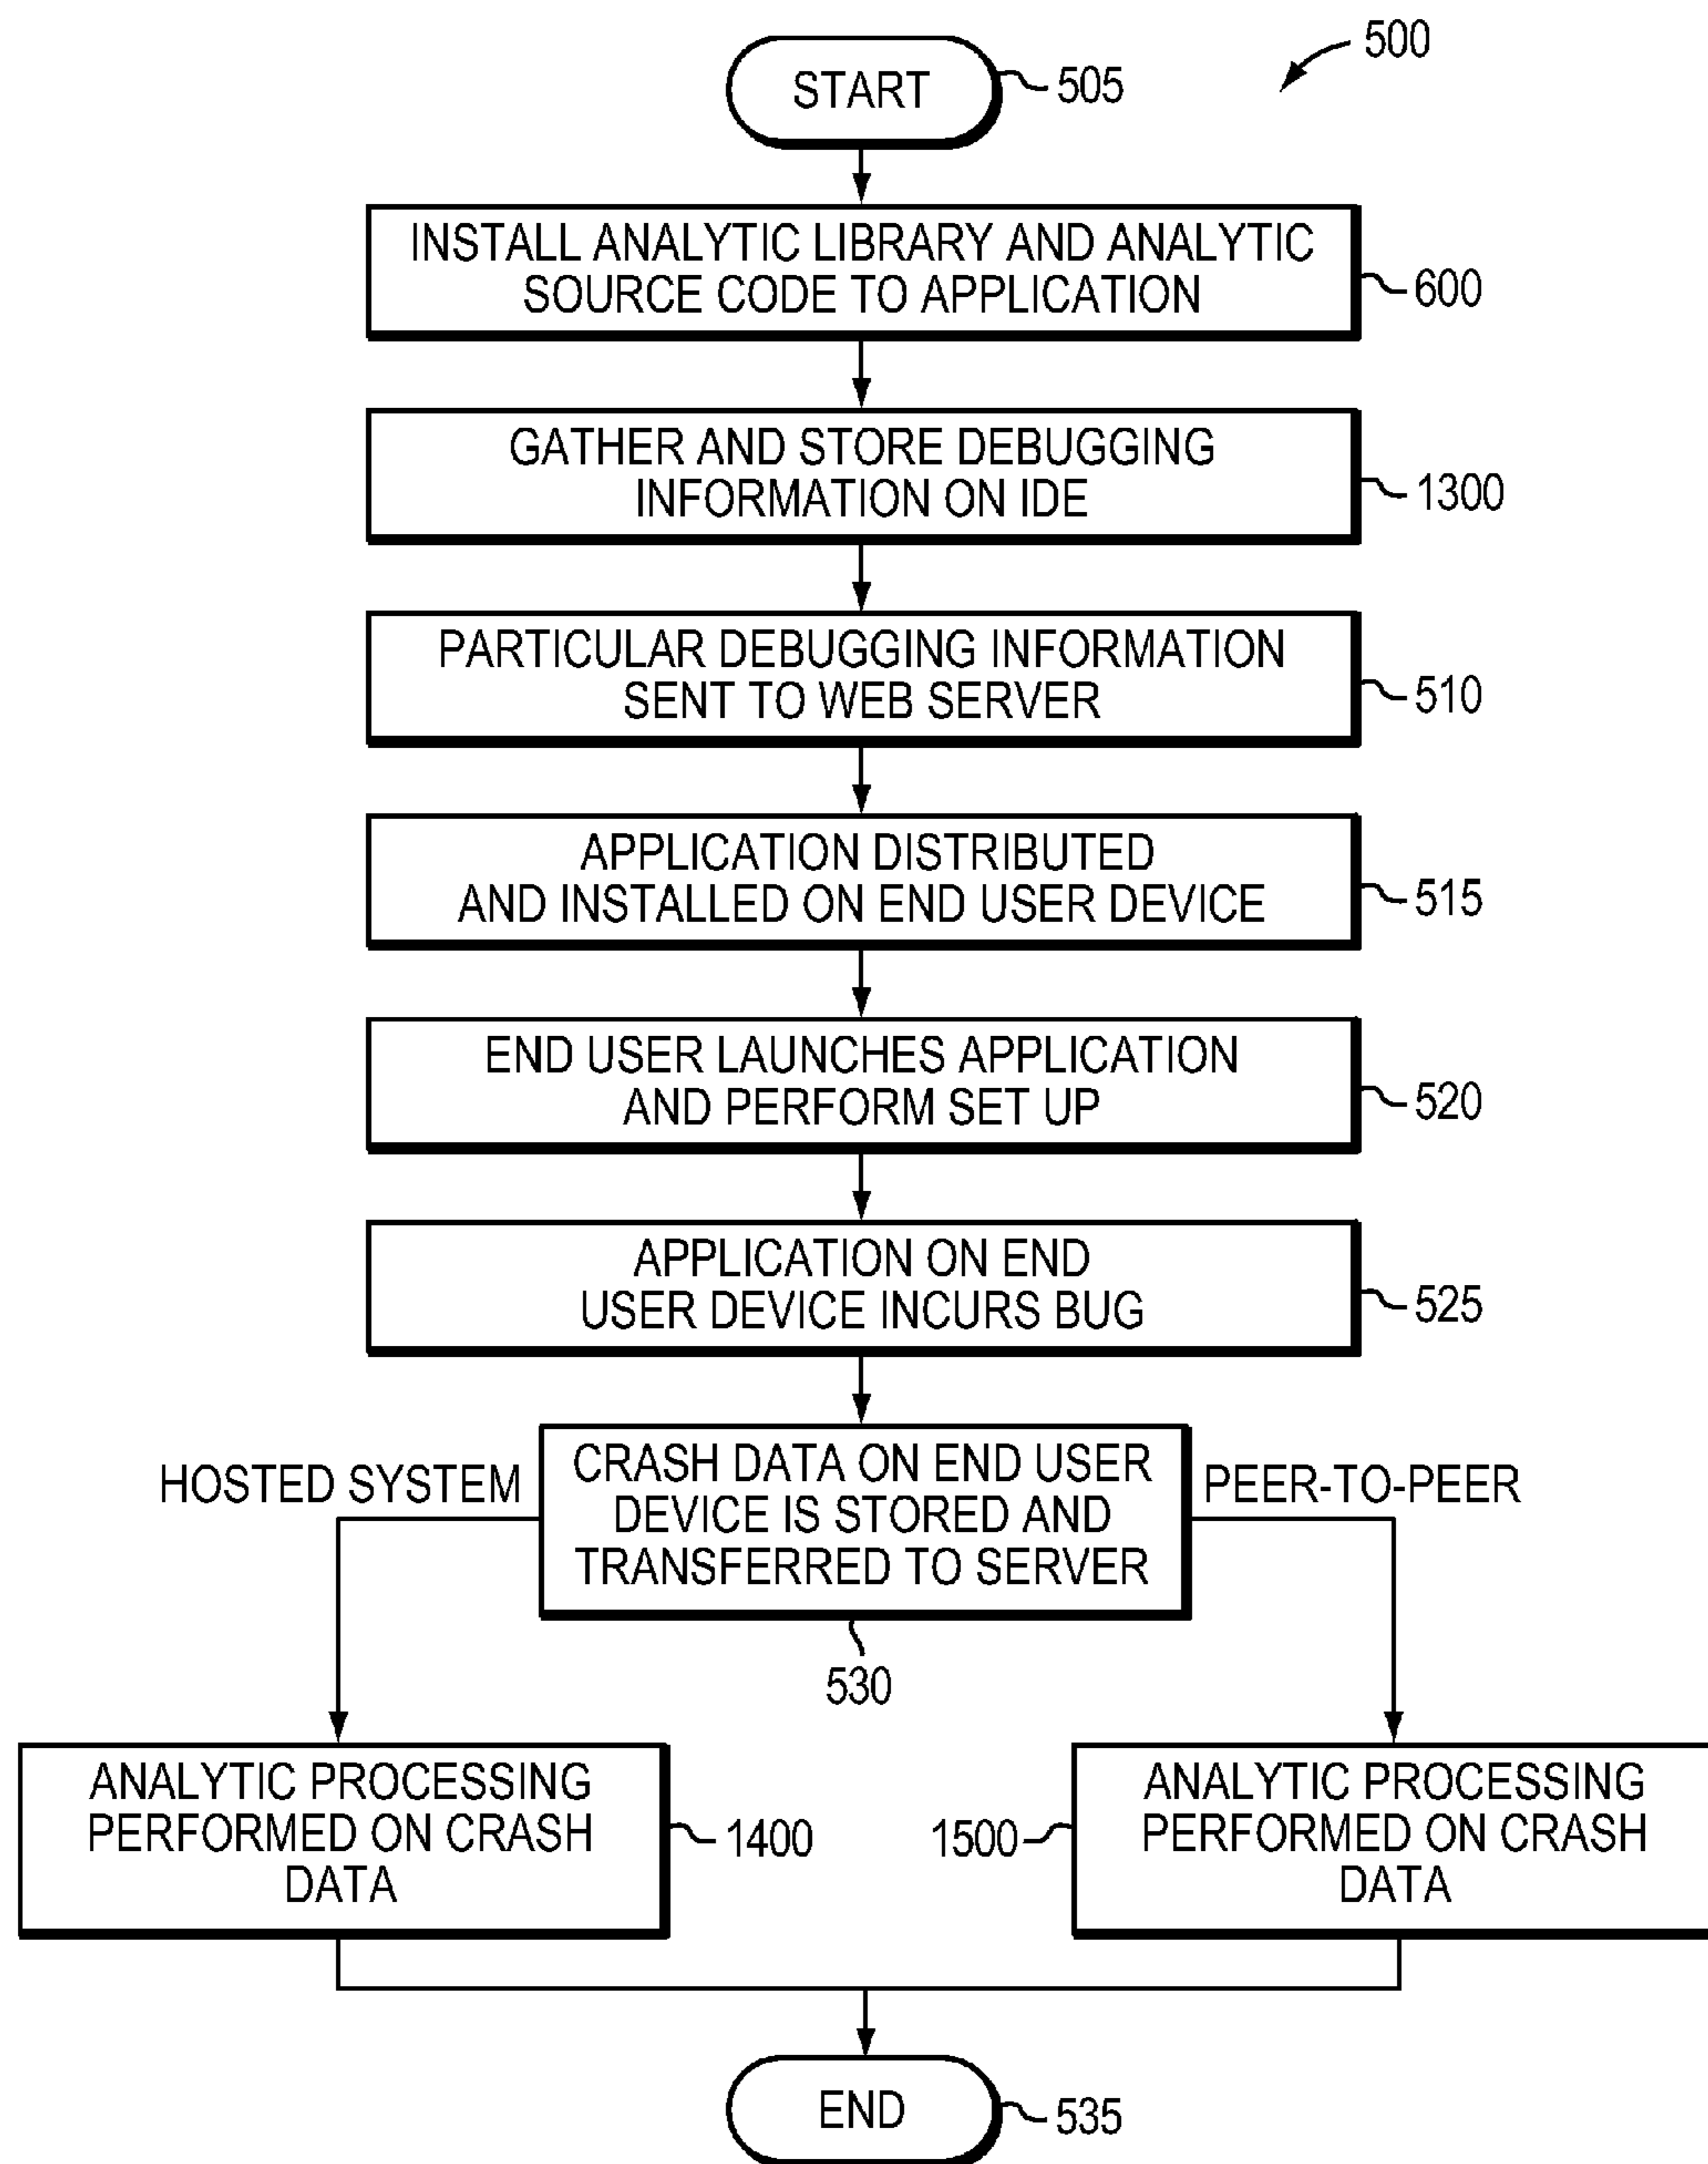 500
START
505
INSTALL ANALYTIC LIBRARY AND ANALYTIC
SOURCE CODE TO APPLICATION
600
GATHER AND STORE DEBUGGING
INFORMATION ON IDE
1300
PARTICULAR DEBUGGING INFORMATION
SENT TO WEB SERVER
510
APPLICATION DISTRIBUTED
AND INSTALLED ON END USER DEVICE
515
END USER LAUNCHES APPLICATION
AND PERFORM SET UP
520
APPLICATION ON END
USER DEVICE INCURS BUG
525
HOSTED SYSTEM
CRASH DATA ON END USER
DEVICE IS STORED AND
TRANSFERRED TO SERVER
PEER-TO-PEER
530
ANALYTIC PROCESSING
PERFORMED ON CRASH
DATA
1400
1500
ANALYTIC PROCESSING
PERFORMED ON CRASH
DATA
END
535